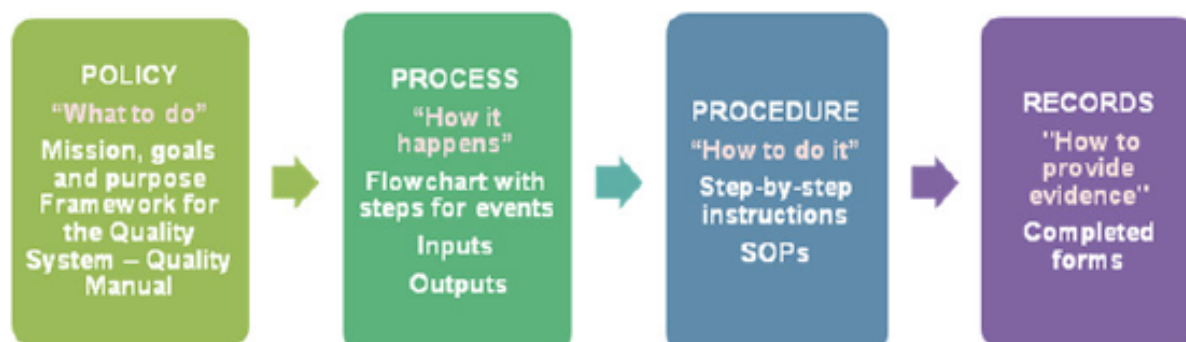 POLICY
“What to do”
Mission, goals
and purpose
Framework for
the Quality
System – Quality
Manual
PROCESS
“How it
happens”
Flowchart with
steps for events
Inputs
Outputs
PROCEDURE
“How to do it”
Step-by-step
instructions
SOPs
RECORDS
"How to
provide
evidence"
Completed
forms